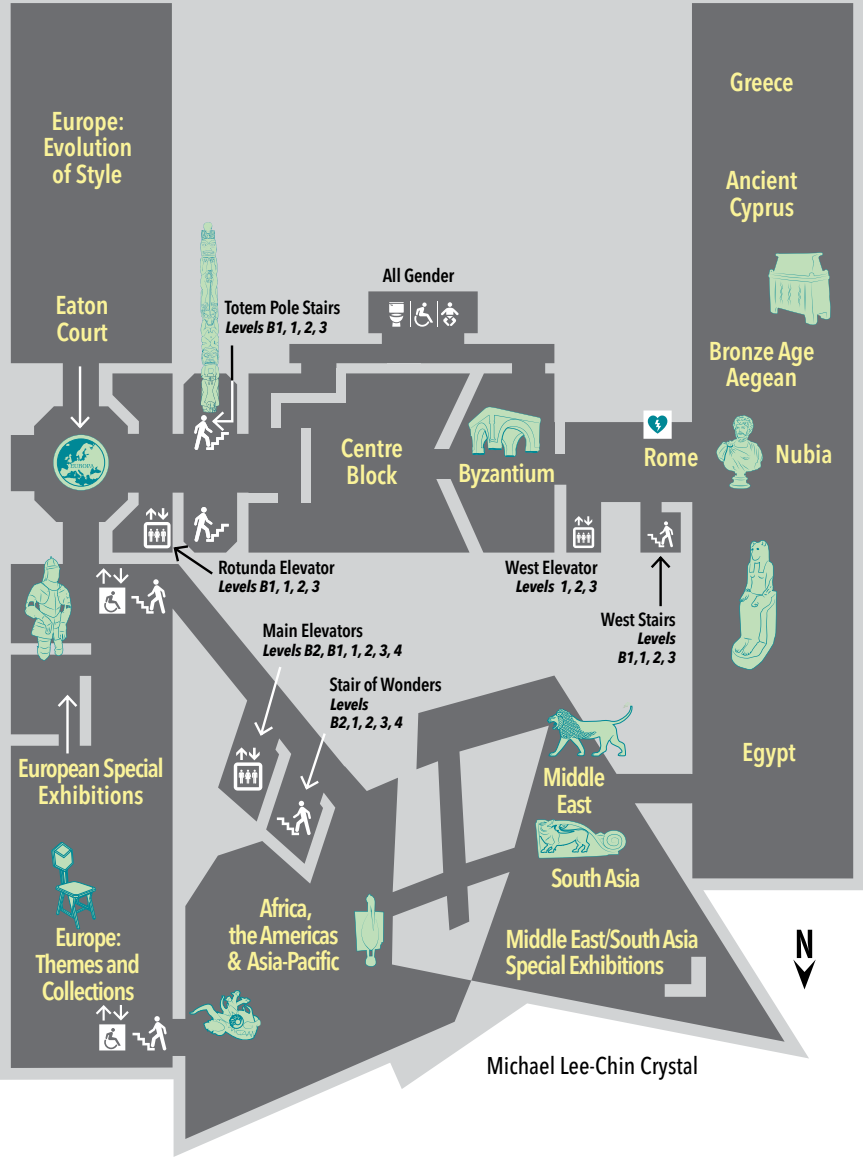 Greece
Europe:
Evolution
of Style
Ancient
Cyprus
All Gender
Eaton
Court
Totem Pole Stairs
Levels B1, 1, 2, 3
Bronze Age
Aegean
Centre
Block
Byzantium
Rome
Nubia
EUROPA
Rotunda Elevator
Levels B1, 1, 2, 3
West Elevator
Levels 1, 2, 3
West Stairs
Levels
B1,1, 2, 3
Main Elevators
Levels B2, B1, 1, 2, 3, 4
Stair of Wonders
Levels
B2,1, 2, 3, 4
European Special
Exhibitions
Middle
East
Egypt
South Asia
Africa,
the Americas
& Asia-Pacific
Europe:
Themes and
Collections
Middle East/South Asia
Special Exhibitions
N
Michael Lee-Chin Crystal